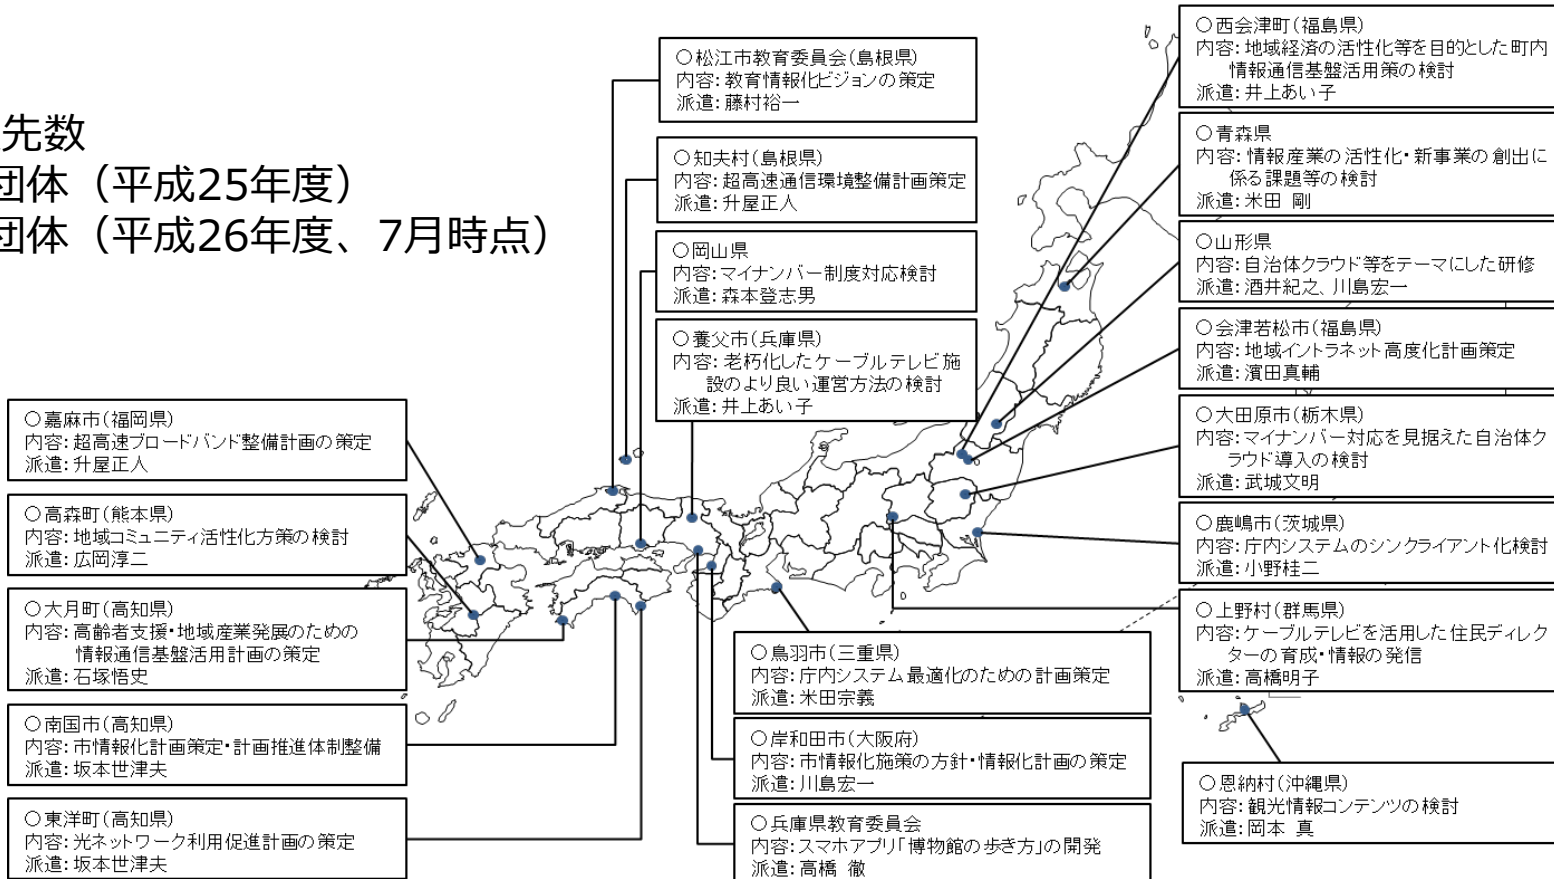 先数
団体（平成25年度）
団体（平成26年度、7月時点）
○松江市教育委員会(島根県)
内容:教育情報化ビジョンの策定
派遣:藤村裕一
○知夫村(島根県)
内容:超高速通信環境整備計画策定
派遣:升屋正人
○岡山県
内容:マイナンバー制度対応検討
派遣:森本登志男
○養父市(兵庫県)
内容:老朽化したケーブルテレビ施
設のより良い運営方法の検討
派遣:井上あい子
○西会津町(福島県)
内容:地域経済の活性化等を目的とした町内
情報通信基盤活用策の検討
派遣:井上あい子
○青森県
内容:情報産業の活性化・新事業の創出に
係る課題等の検討
派遣:米田 剛
○山形県
内容:自治体クラウド等をテーマにした研修
派遣:酒井紀之、川島宏一
○会津若松市(福島県)
内容:地域イントラネット高度化計画策定
派遣:濱田真輔
○大田原市(栃木県)
内容:マイナンバー対応を見据えた自治体ク
ラウド導入の検討
派遣:武城文明
○鹿嶋市(茨城県)
内容:庁内システムのシンクライアント化検討
派遣:小野桂二
○上野村(群馬県)
内容:ケーブルテレビを活用した住民ディレク
ターの育成・情報の発信
派遣:高橋明子
○嘉麻市(福岡県)
内容:超高速ブロードバンド整備計画の策定
派遣:升屋正人
○高森町(熊本県)
内容:地域コミュニティ活性化方策の検討
派遣:広岡淳二
○大月町(高知県)
内容:高齢者支援・地域産業発展のための
情報通信基盤活用計画の策定
派遣:石塚悟史
○南国市(高知県)
内容:市情報化計画策定・計画推進体制整備
派遣:坂本世津夫
○東洋町(高知県)
内容:光ネットワーク利用促進計画の策定
派遣:坂本世津夫
○鳥羽市(三重県)
内容:庁内システム最適化のための計画策定
派遣:米田宗義
○岸和田市(大阪府)
内容:市情報化施策の方針・情報化計画の策定
派遣:川島宏一
○兵庫県教育委員会
内容:スマホアプリ「博物館の歩き方」の開発
派遣:高橋 徹
○恩納村(沖縄県)
内容:観光情報コンテンツの検討
派遣:岡本 真